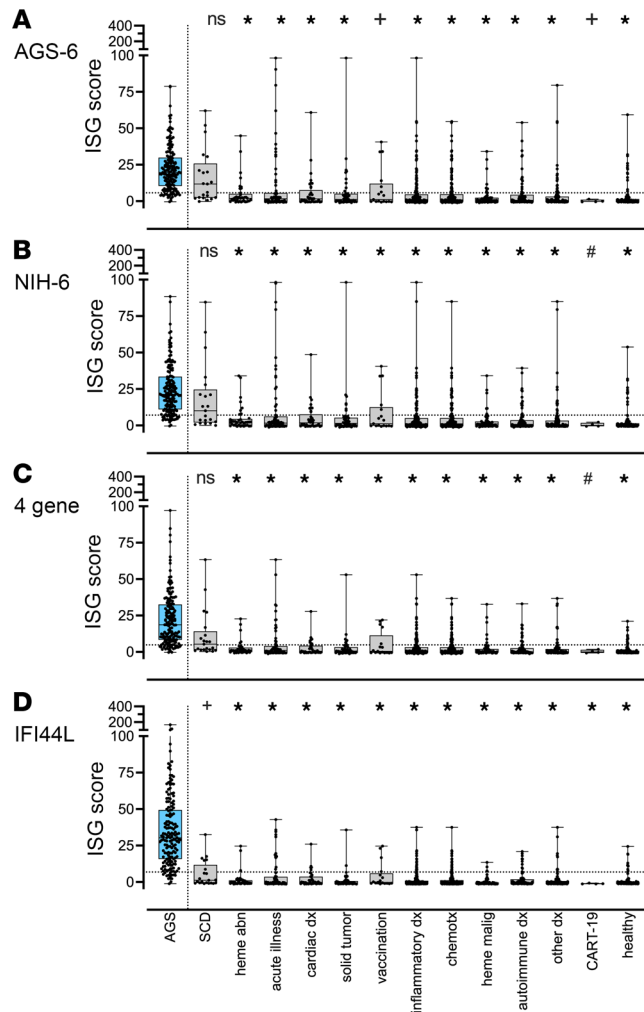 A
AGS-6
ISG score
400
200
75
50
25
0
ns * * * * + * * * * * + *
B
NIH-6
ISG score
400
200
100
75
50
25
0
ns * * * * * * * * * * # *
C
4 gene
ISG score
400
200
100
75
50
25
0
ns * * * * * * * * * * # *
D
IFI44L
ISG score
400
200
100
75
50
25
0
+ * * * * * * * * * * * *
AGS
SCD
heme abn
acute illness
cardiac dx
solid tumor
vaccination
inflammatory dx
chemotx
heme malig
autoimmune dx
other dx
CART-19
healthy